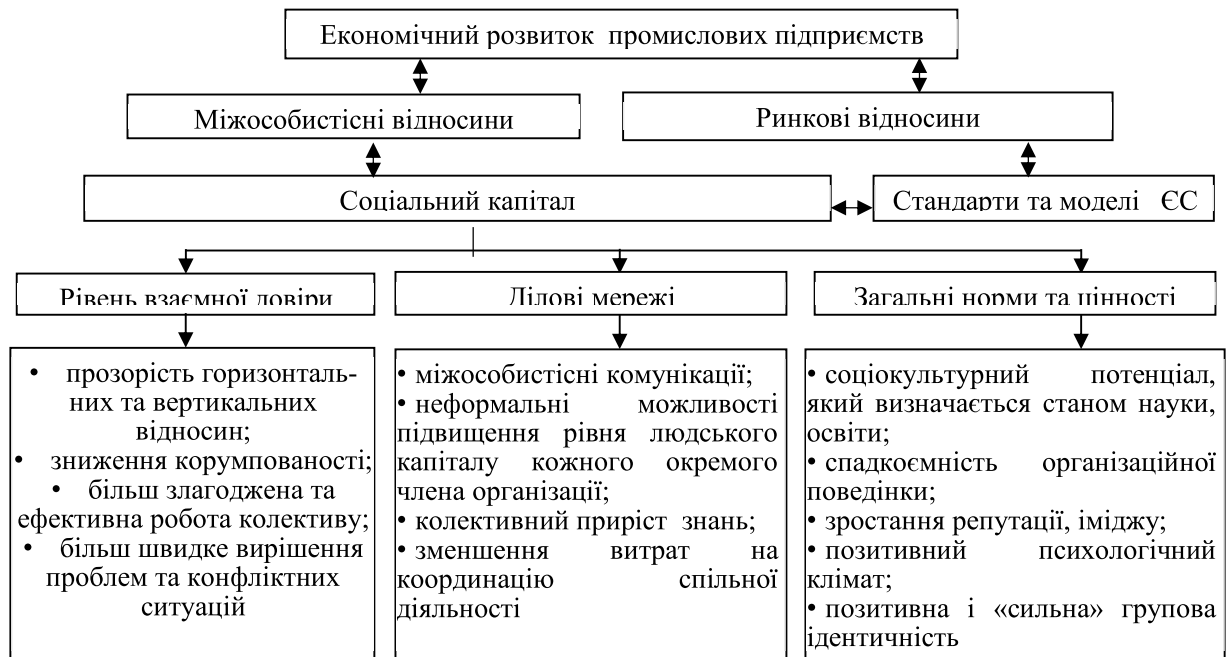 Економічний розвиток промислових підприємств
Міжособистісні відносини
Ринкові відносини
Соціальний капітал
Стандарти та моделі ЄС
Рівень взаємної довіри
Ділові мережі
Загальні норми та цінності
• прозорість горизонталь-
них та вертикальних
відносин;
• зниження корумпованості;
• більш злагоджена та
ефективна робота колективу;
• більш швидке вирішення
проблем та конфліктних
ситуацій
• міжособистісні комунікації;
• неформальні можливості
підвищення рівня людського
капіталу кожного окремого
члена організації;
• колективний приріст знань;
• зменшення витрат на
координацію спільної
діяльності
• соціокультурний потенціал,
який визначається станом науки,
освіти;
• спадкоємність організаційної
поведінки;
• зростання репутації, іміджу;
• позитивний психологічний
клімат;
• позитивна і «сильна» групова
ідентичність